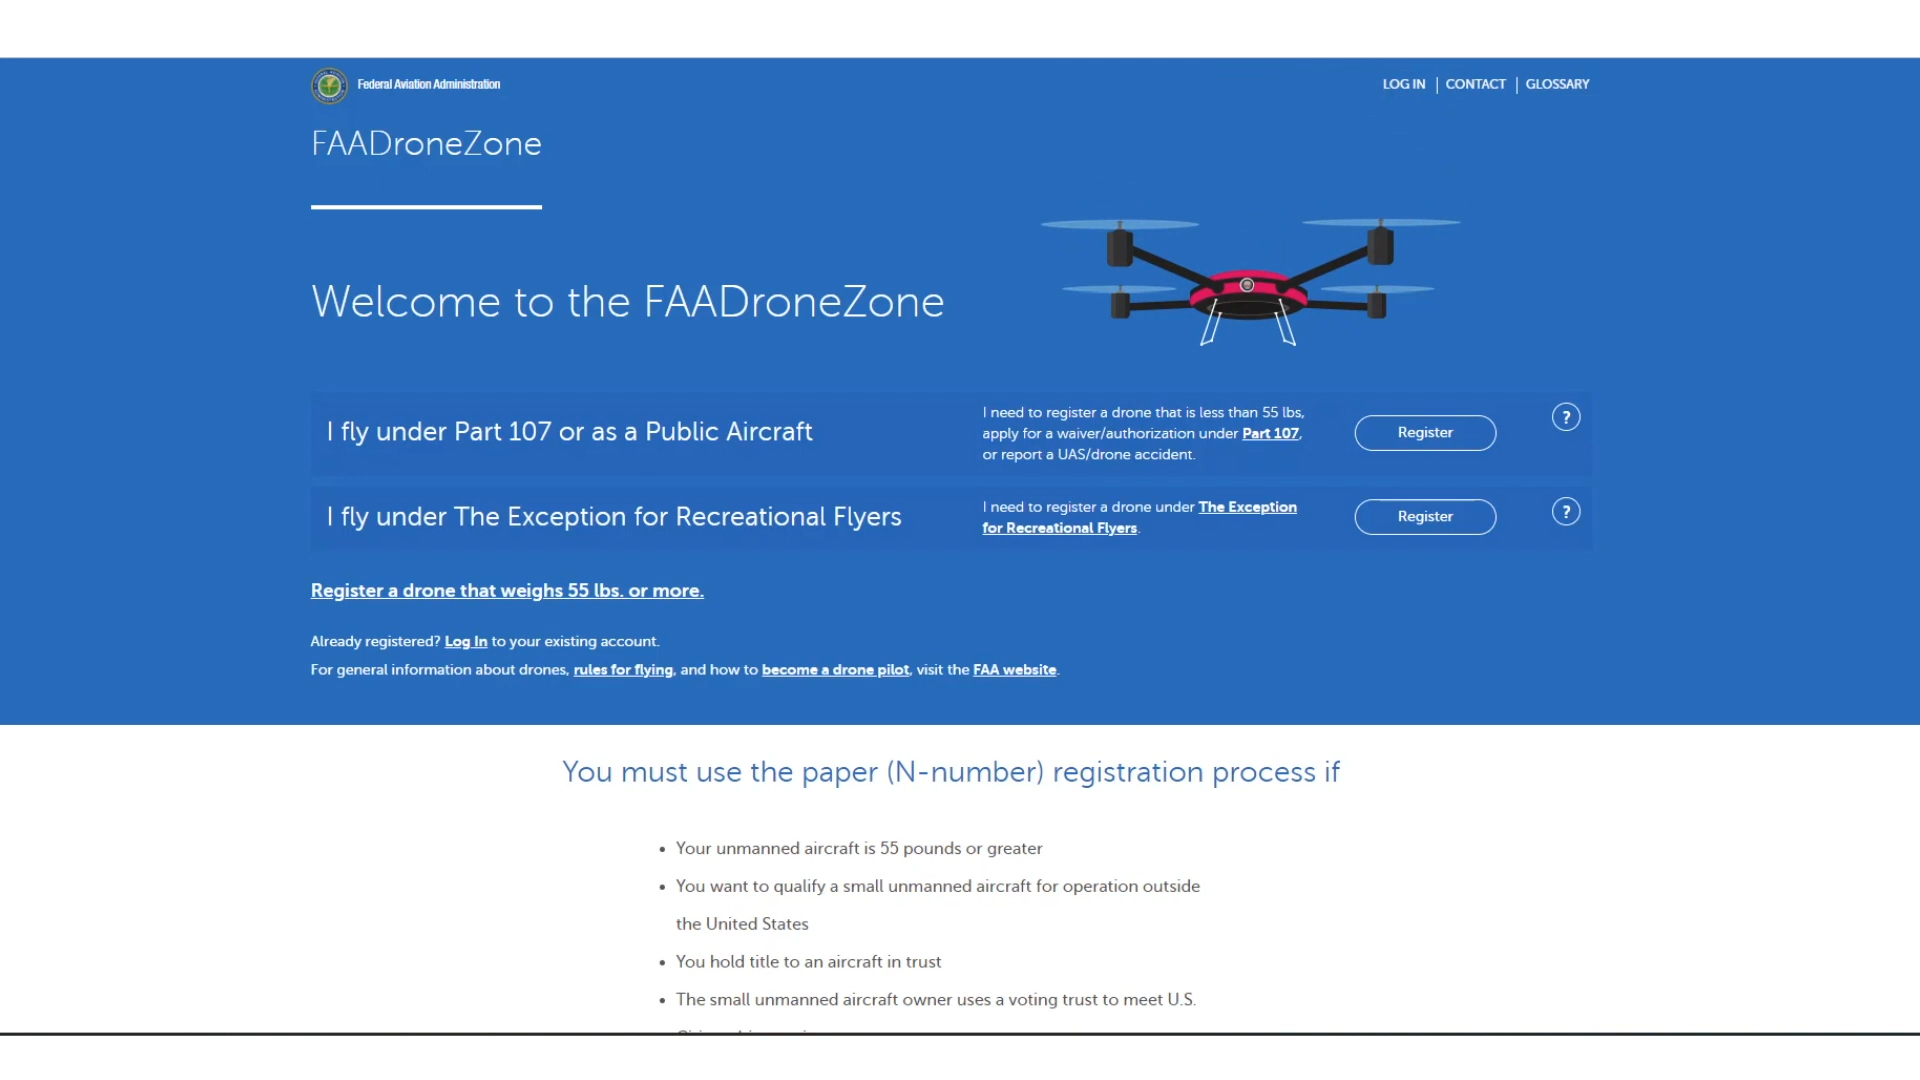 Federal Aviation Administration
LOG IN | CONTACT | GLOSSARY
FAADroneZone
Welcome to the FAADroneZone
I fly under Part 107 or as a Public Aircraft
I need to register a drone that is less than 55 lbs,
apply for a waiver/authorization under Part 107,
or report a UAS/drone accident.
Register
?
I fly under The Exception for Recreational Flyers
I need to register a drone under The Exception
for Recreational Flyers.
Register
?
Register a drone that weighs 55 lbs. or more.
Already registered? Log In to your existing account.
For general information about drones, rules for flying, and how to become a drone pilot, visit the FAA website.
You must use the paper (N-number) registration process if
• Your unmanned aircraft is 55 pounds or greater
• You want to qualify a small unmanned aircraft for operation outside
the United States
• You hold title to an aircraft in trust
• The small unmanned aircraft owner uses a voting trust to meet U.S.